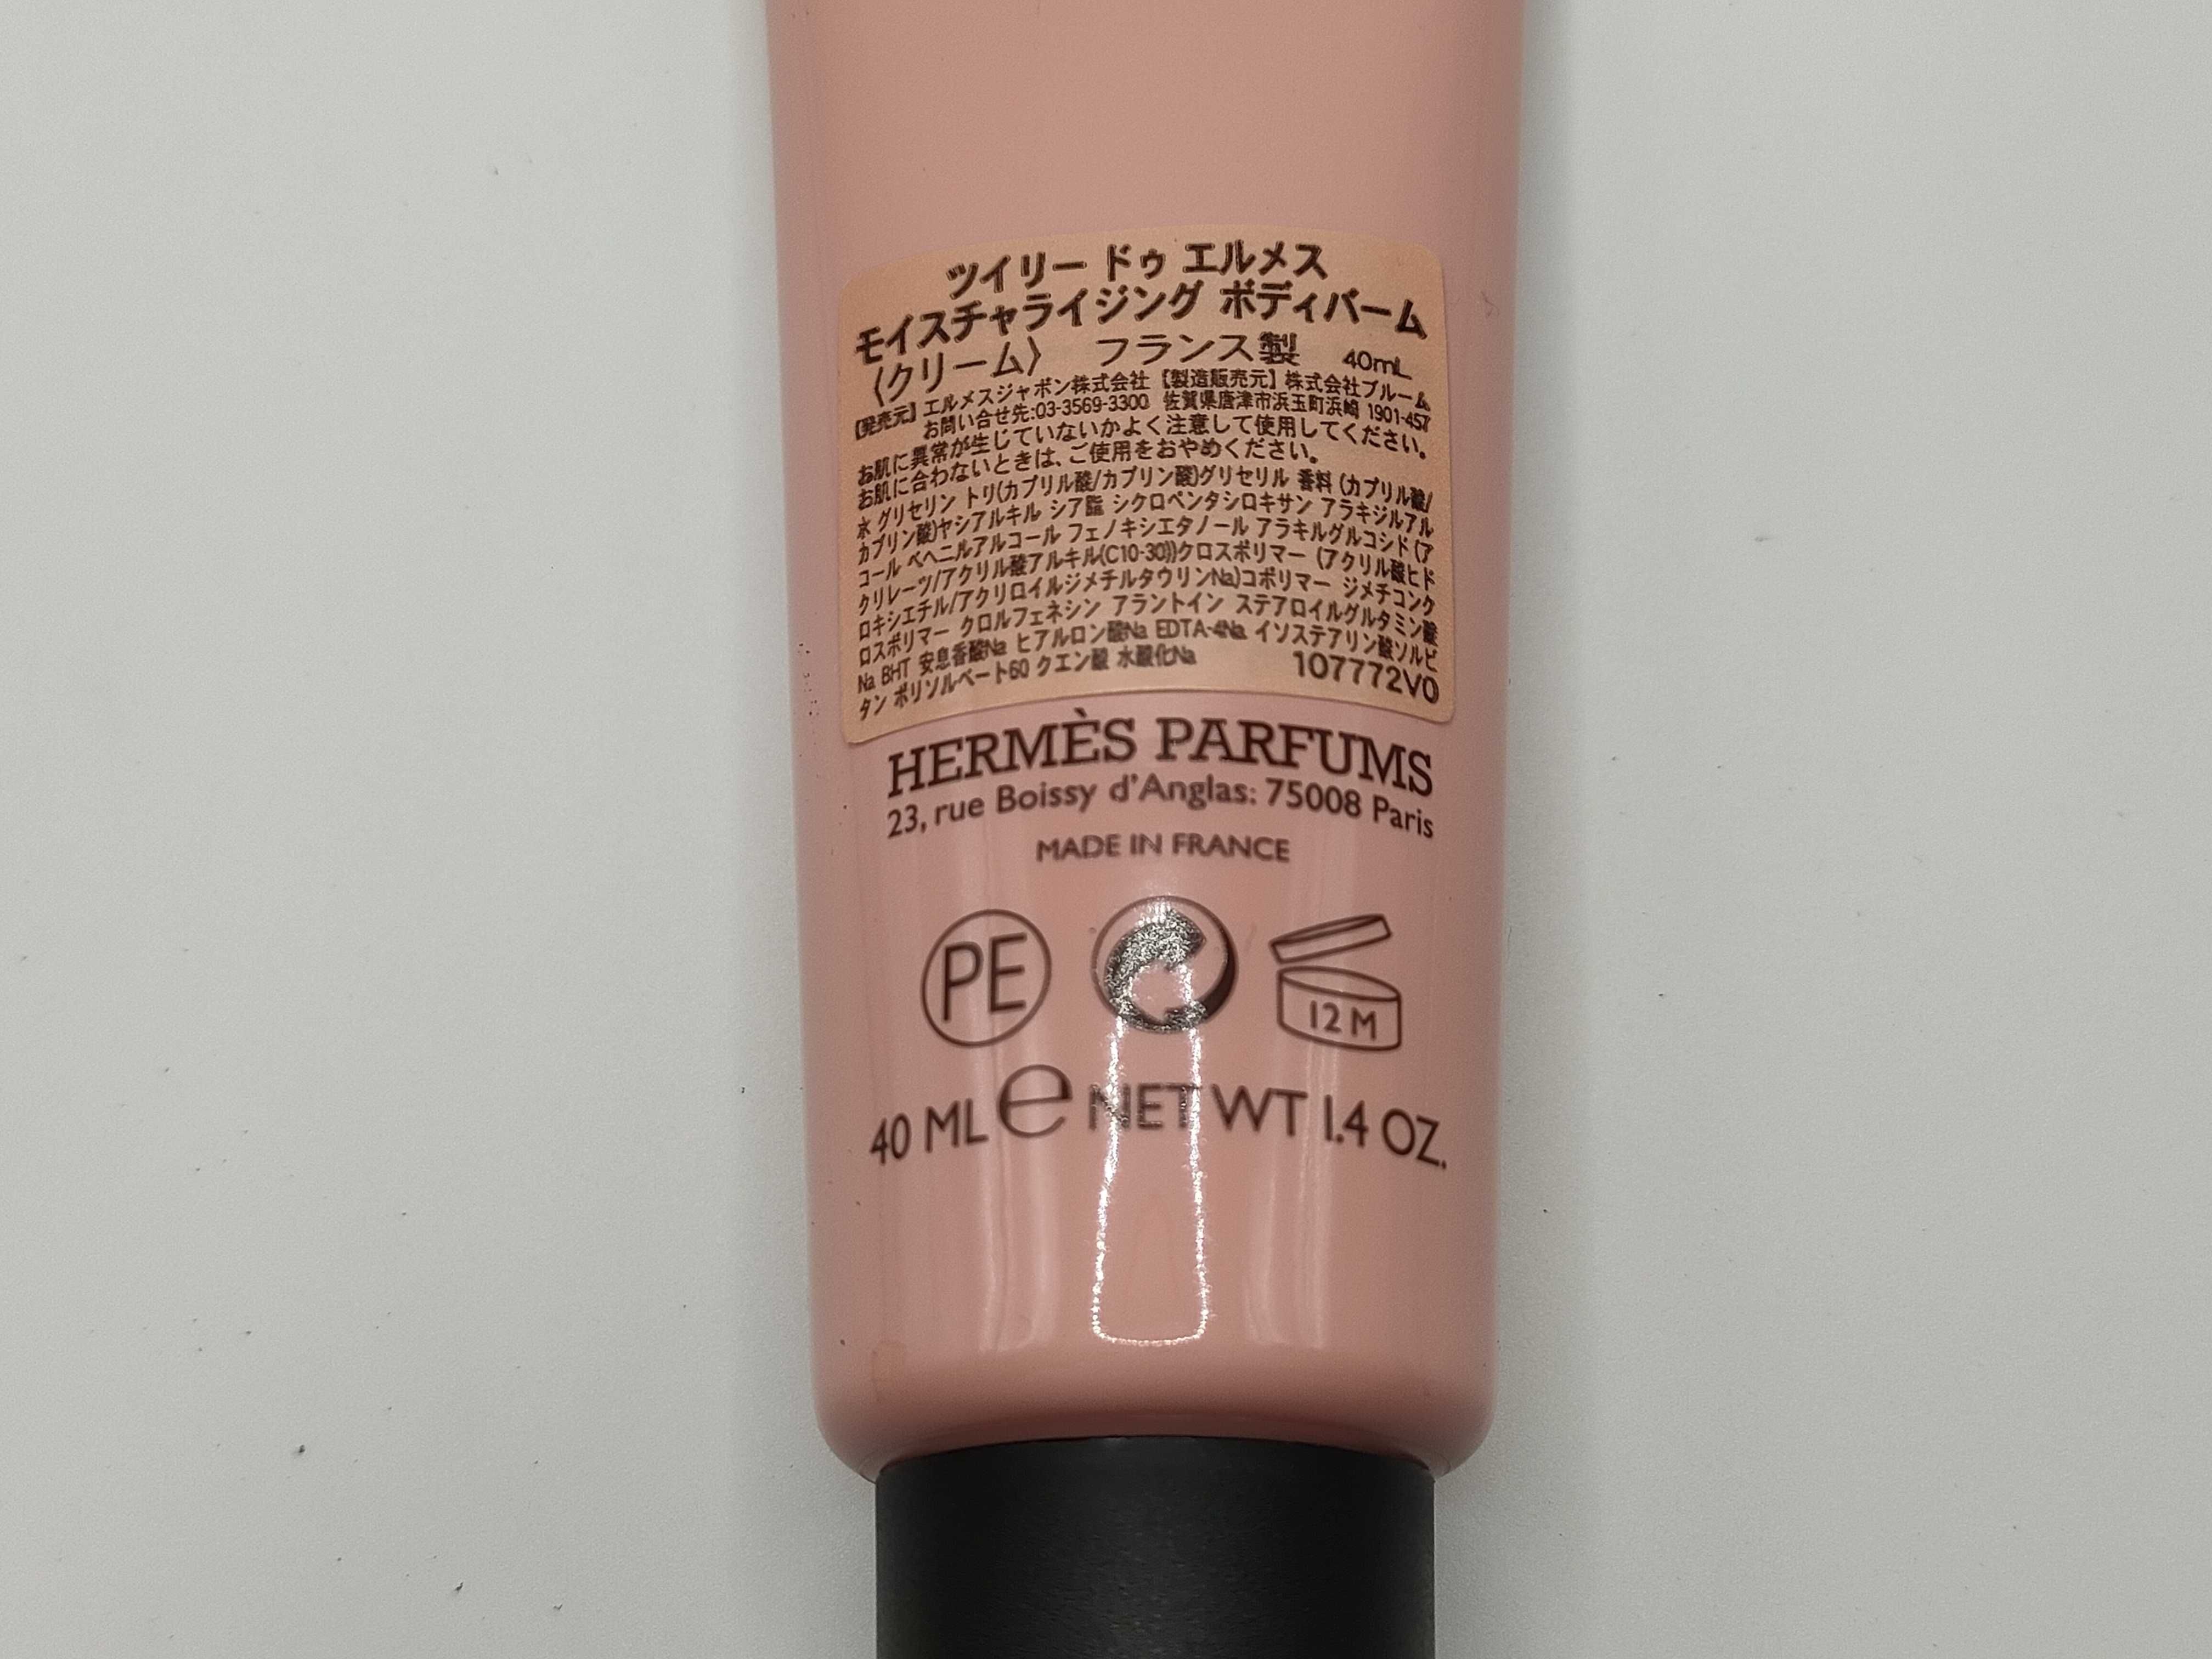 ツイリー ドゥ エルメス
モイスチャライジング ボディバーム
〈クリーム〉 フランス製 40mL
【発売元】エルメスジャポン株式会社 【製造販売元】株式会社ブルーム
お問い合せ先:03-3569-3300 佐賀県唐津市浜玉町浜崎 1901-457
お肌に異常が生じていないかよく注意して使用してください。
お肌に合わないときは、ご使用をおやめください。
水 グリセリン トリ(カプリル酸/カプリン酸)グリセリル 香料 (カプリル酸/
カプリン酸)ヤシアルキル シア脂 シクロペンタシロキサン アラキジルアル
コール ベヘニルアルコール フェノキシエタノール アラキルグルコシド (ア
クリレーツ/アクリル酸アルキル(C10-30))クロスポリマー (アクリル酸ヒド
ロキシエチル/アクリロイルジメチルタウリンNa)コポリマー ジメチコンク
ロスポリマー クロルフェネシン アラントイン ステアロイルグルタミン酸
Na BHT 安息香酸Na ヒアルロン酸Na EDTA-4Na イソステアリン酸ソルビ
タン ポリソルベート60 クエン酸 水酸化Na 107772V0
HERMÈS PARFUMS
23, rue Boissy d'Anglas: 75008 Paris
MADE IN FRANCE
PE
12 M
40 ML e NET WT 1.4 OZ.